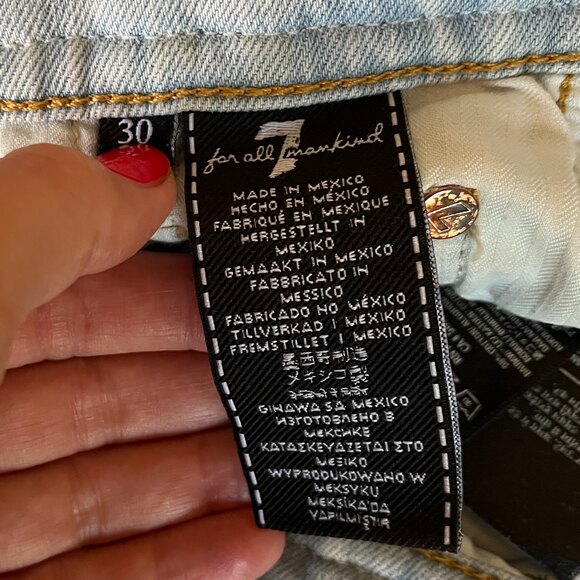 30
7
for all mankind
MADE IN MEXICO
HECHO EN MÉXICO
FABRIQUÉ EN MEXIQUE
HERGESTELLT IN
MEXIKO
GEMAAKT IN MEXICO
FABBRICATO IN
MESSICO
FABRICADO NO MÉXICO
TILLVERKAD I MEXIKO
FREMSTILLET I MEXICO
墨西哥制造
メキシコ製
GINAWA SA MEXICO
ИЗГОТОВЛЕНО В
МЕКСИКЕ
ΚΑΤΑΣΚΕΥΑΖΕΤΑΙ ΣΤΟ
ΜΕΞΙΚΟ
WYPRODUKOWANO W
MEKSYKU
MEKSİKA'DA
YAPILMIŞTIR